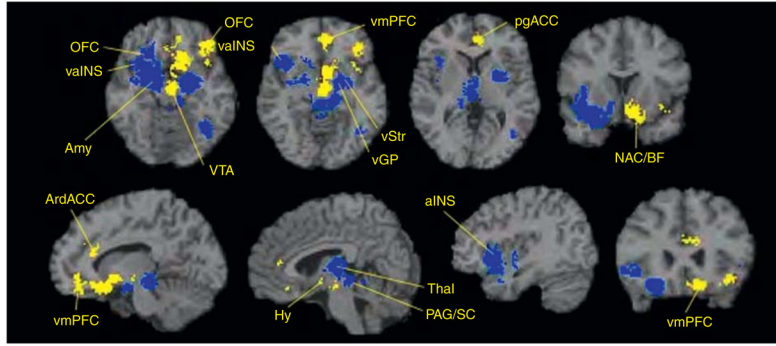 OFC
vaINS
Amy
OFC
vaINS
VTA
vmPFC
vStr
vGP
pgACC
NAC/BF
ArdACC
vmPFC
Hy
Thal
PAG/SC
aINS
vmPFC